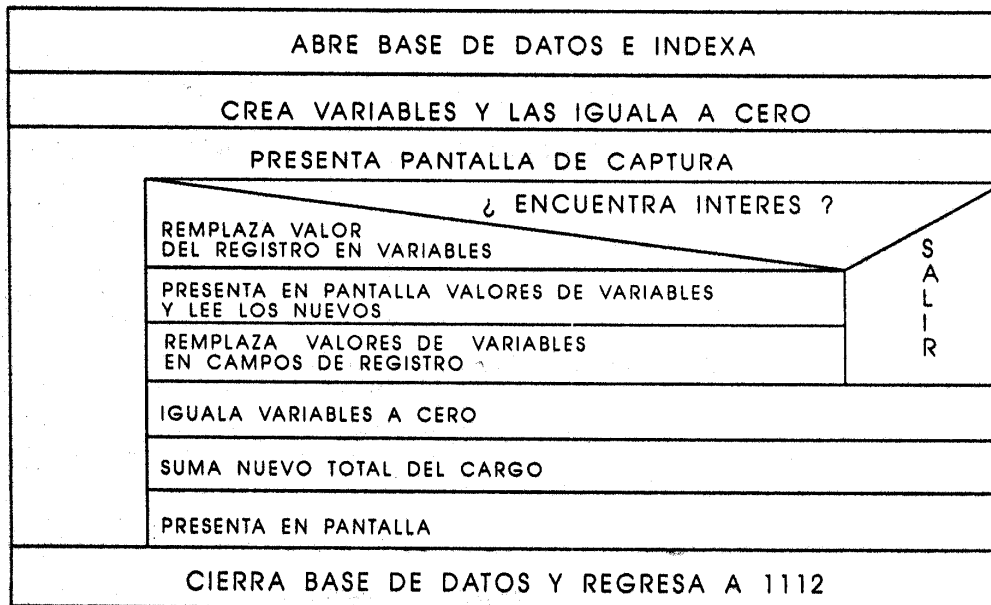 ABRE BASE DE DATOS E INDEXA
CREA VARIABLES Y LAS IGUALA A CERO
PRESENTA PANTALLA DE CAPTURA
¿ ENCUENTRA INTERES ?
REMPLAZA VALOR
DEL REGISTRO EN VARIABLES
PRESENTA EN PANTALLA VALORES DE VARIABLES
Y LEE LOS NUEVOS
REMPLAZA VALORES DE VARIABLES
EN CAMPOS DE REGISTRO
SALIR
IGUALA VARIABLES A CERO
SUMA NUEVO TOTAL DEL CARGO
PRESENTA EN PANTALLA
CIERRA BASE DE DATOS Y REGRESA A 1112